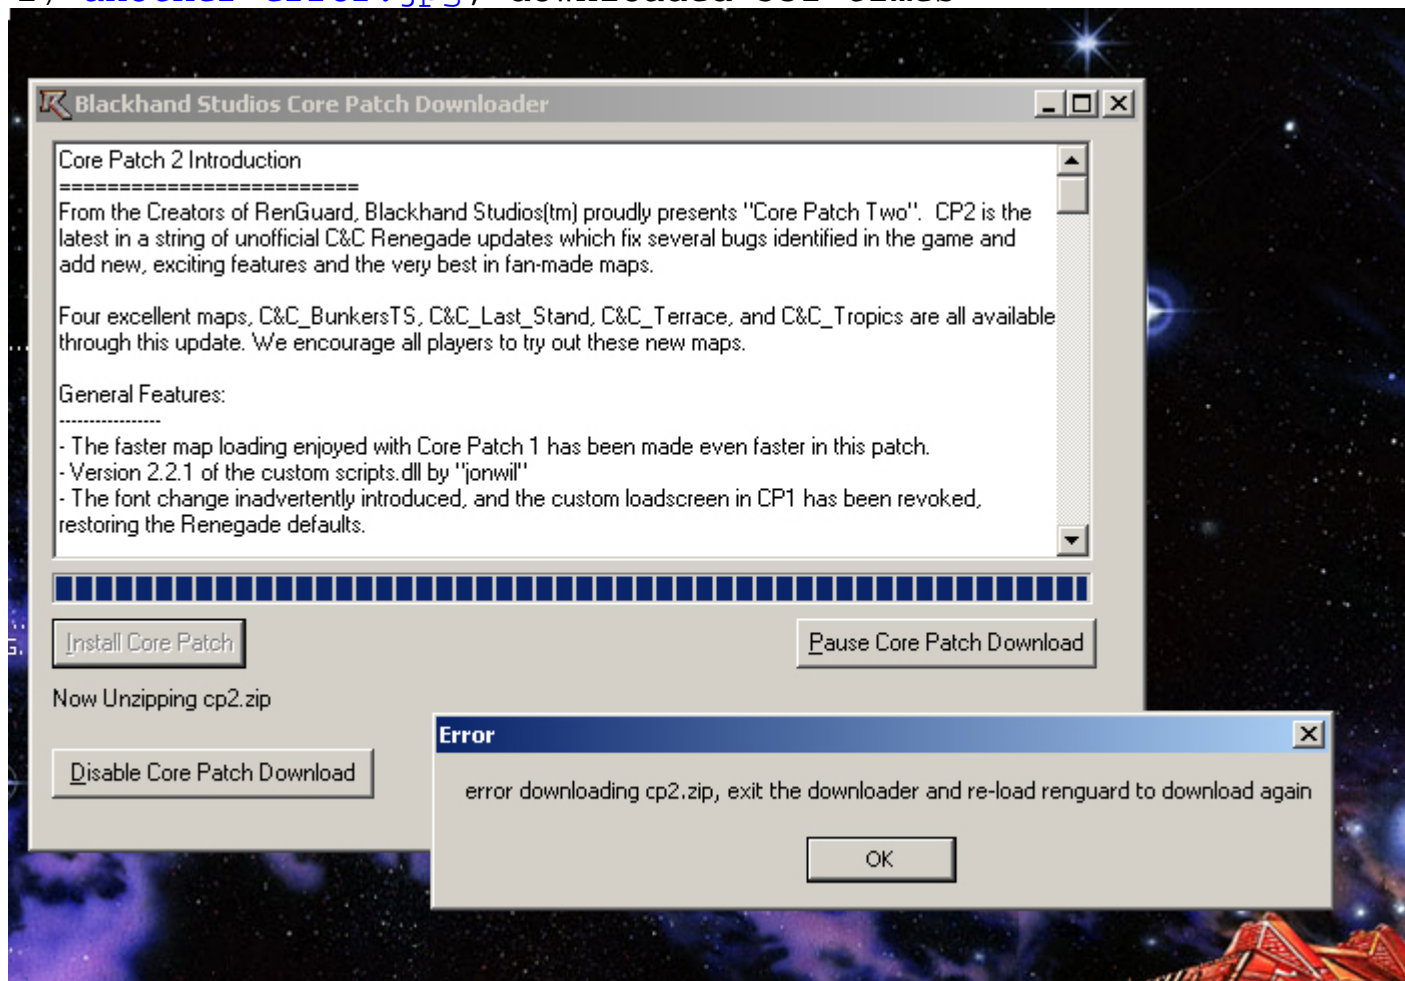 Blackhand Studios Core Patch Downloader
Core Patch 2 Introduction
==========================
From the Creators of RenGuard, Blackhand Studios(tm) proudly presents "Core Patch Two".  CP2 is the
latest in a string of unofficial C&C Renegade updates which fix several bugs identified in the game and
add new, exciting features and the very best in fan-made maps.
Four excellent maps, C&C_BunkersTS, C&C_Last_Stand, C&C_Terrace, and C&C_Tropics are all available
through this update. We encourage all players to try out these new maps.
General Features:
----------------
- The faster map loading enjoyed with Core Patch 1 has been made even faster in this patch.
- Version 2.2.1 of the custom scripts.dll by "jonwil"
- The font change inadvertently introduced, and the custom loadscreen in CP1 has been revoked,
restoring the Renegade defaults.
Install Core Patch
Pause Core Patch Download
Now Unzipping cp2.zip
Disable Core Patch Download
Error
error downloading cp2.zip, exit the downloader and re-load renguard to download again
OK